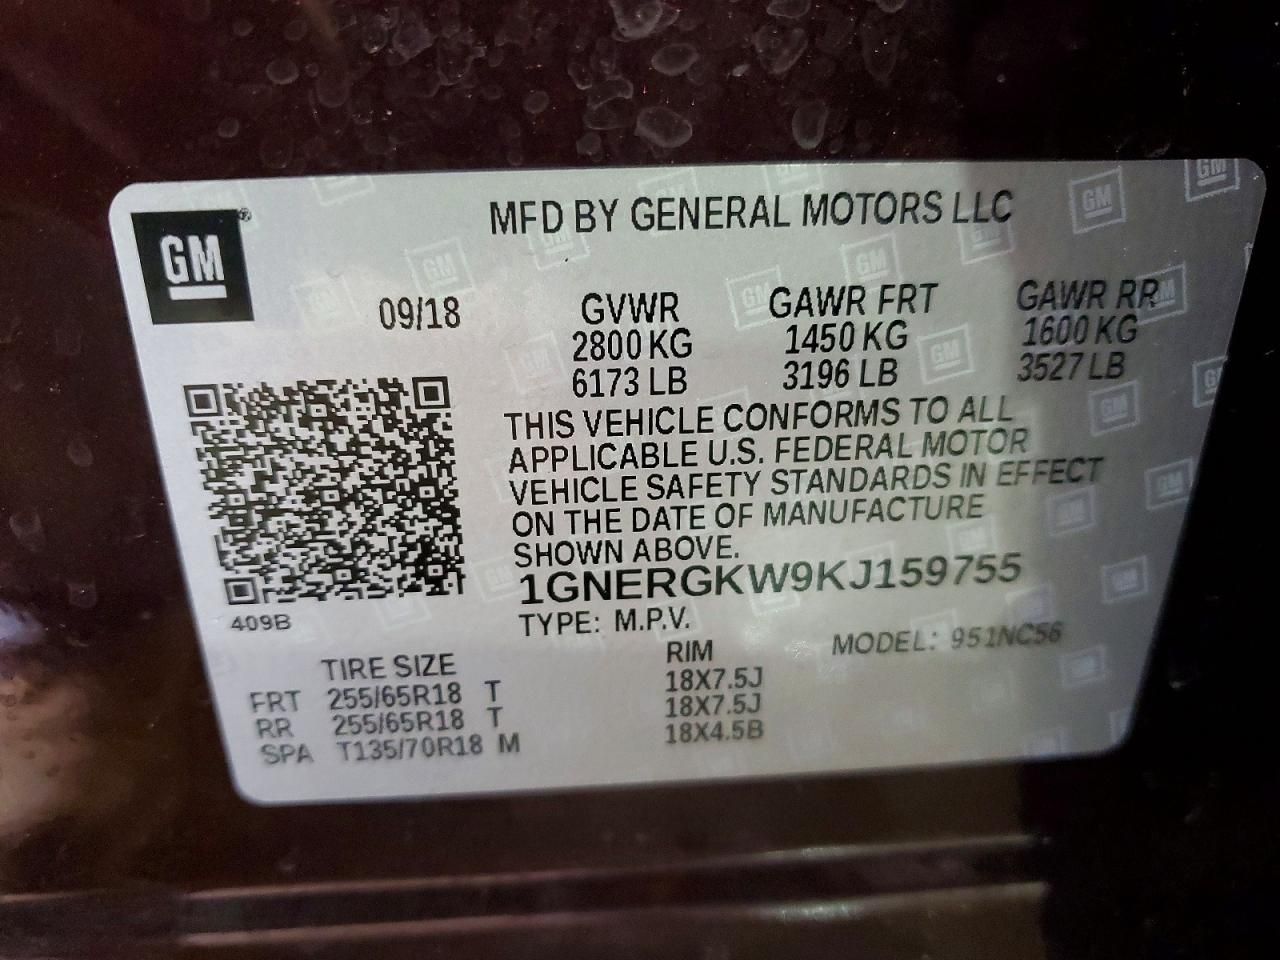 GM®
MFD BY GENERAL MOTORS LLC
09/18 GVWR GAWR FRT GAWR RR
2800 KG 1450 KG 1600 KG
6173 LB 3196 LB 3527 LB
THIS VEHICLE CONFORMS TO ALL
APPLICABLE U.S. FEDERAL MOTOR
VEHICLE SAFETY STANDARDS IN EFFECT
ON THE DATE OF MANUFACTURE
SHOWN ABOVE.
1GNERGKW9KJ159755
409B
TYPE: M.P.V. MODEL: 951NC56
TIRE SIZE RIM
FRT 255/65R18 T 18X7.5J
RR 255/65R18 T 18X7.5J
SPA T135/70R18 M 18X4.5B